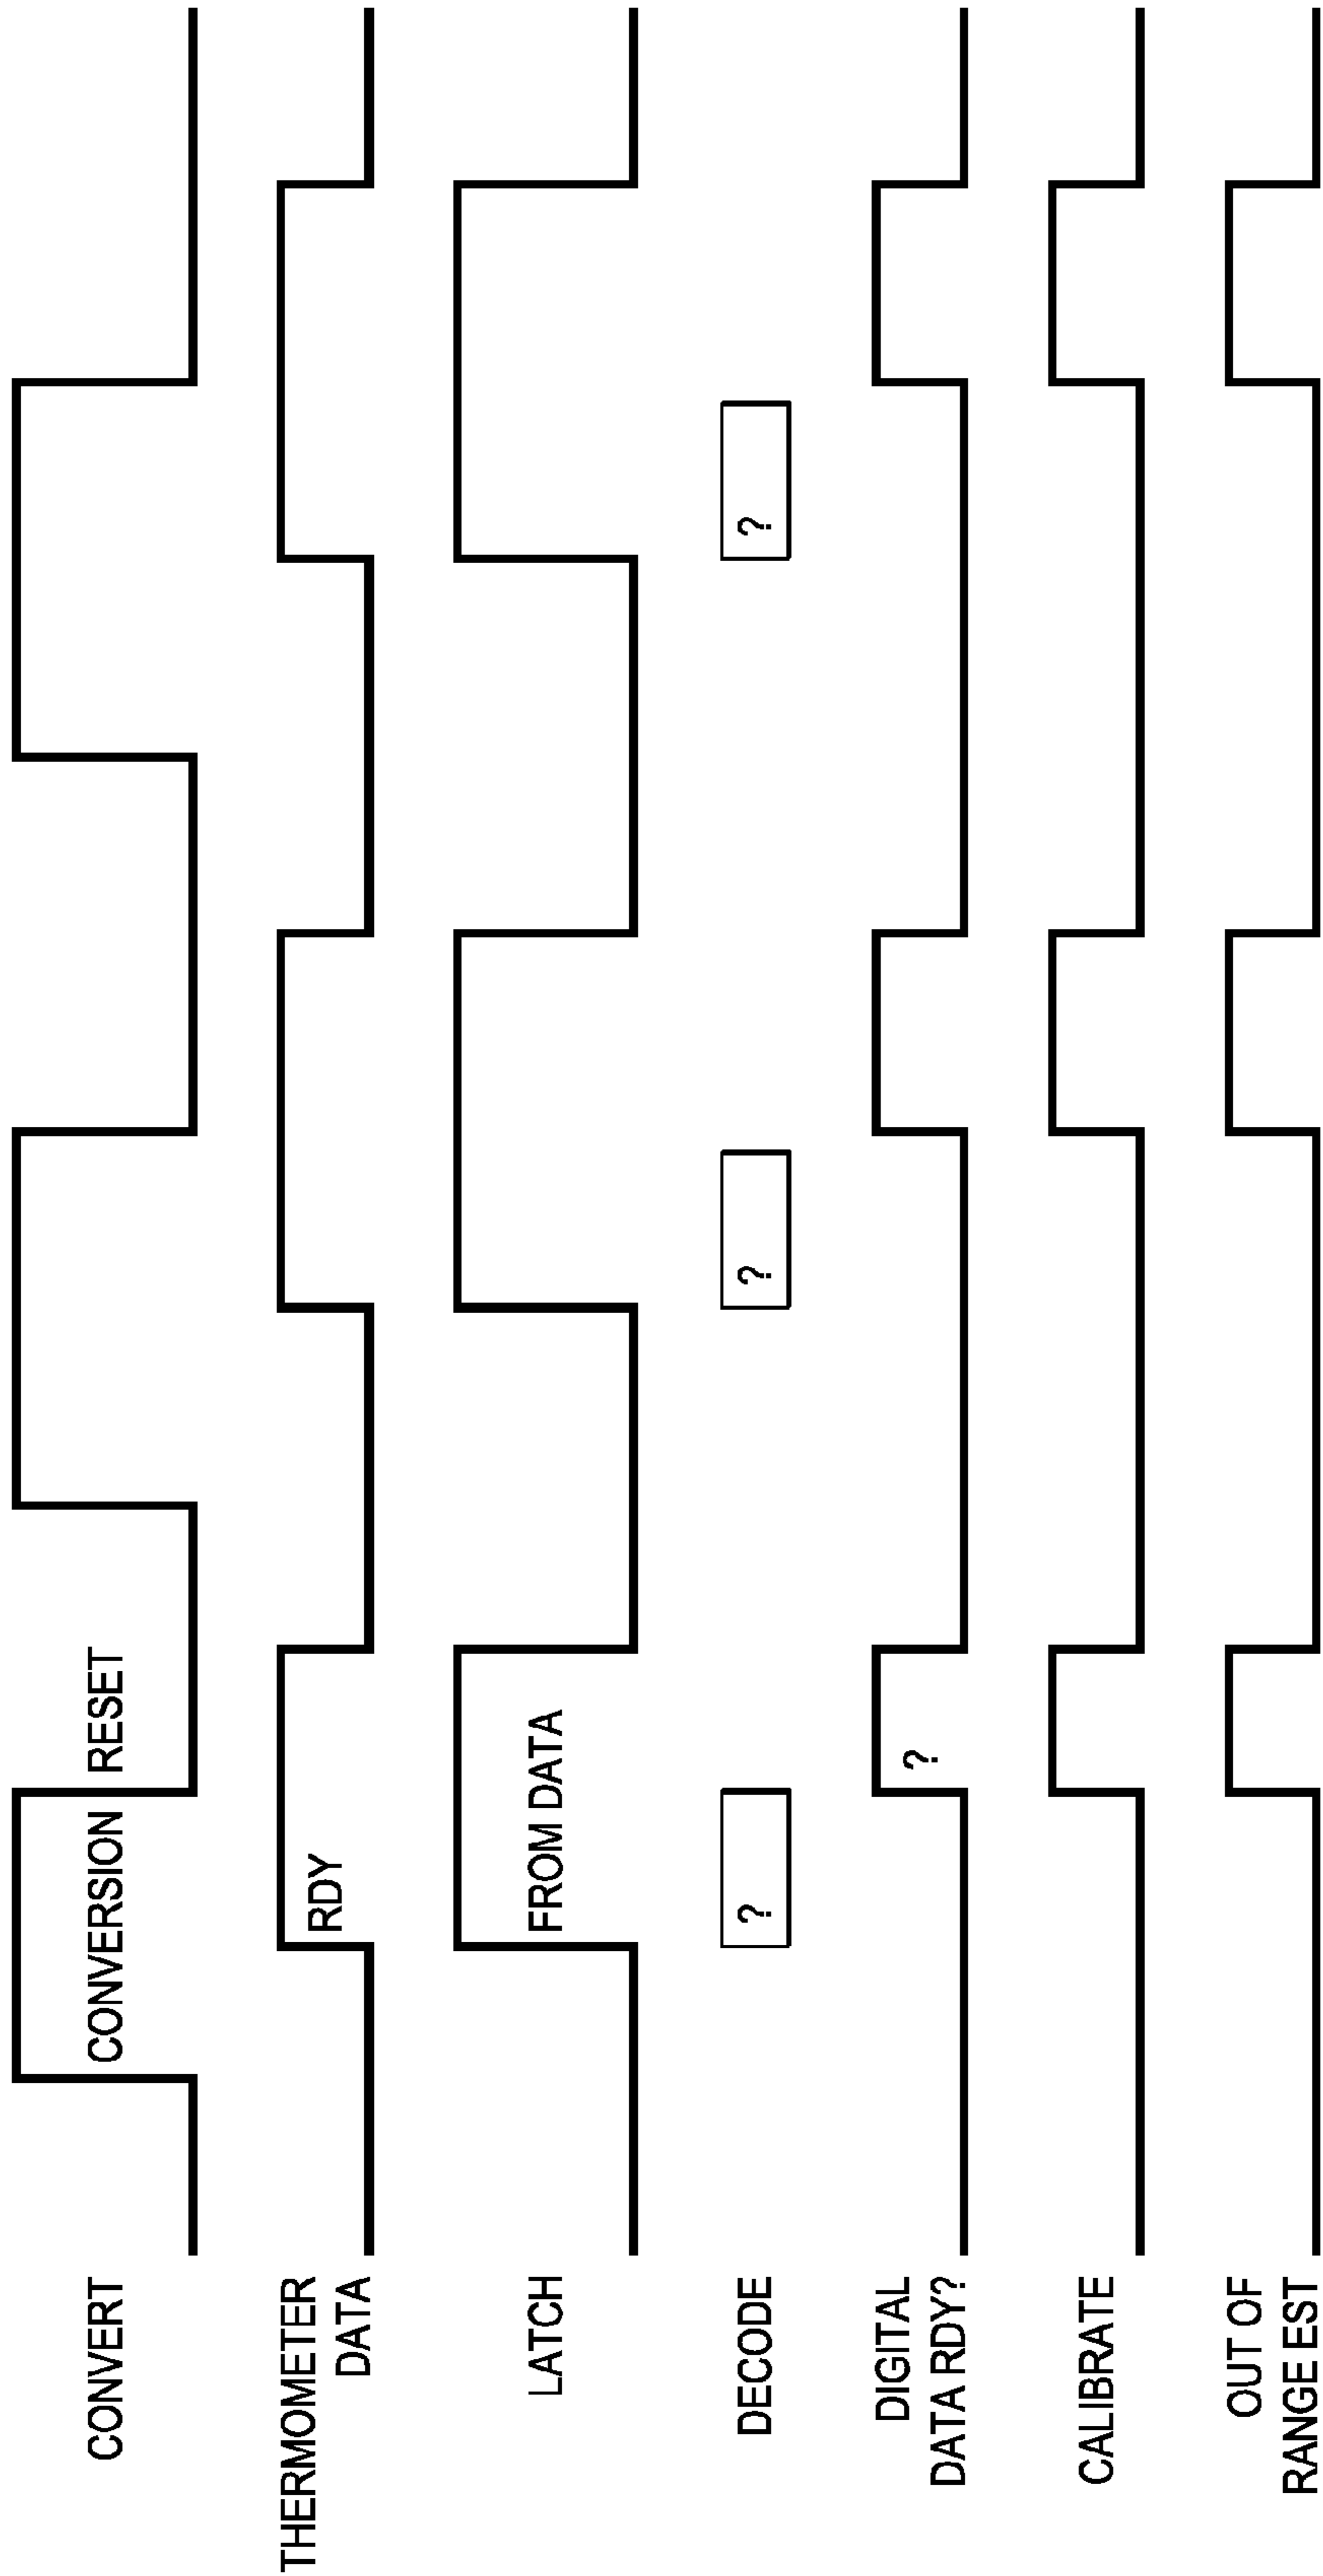 CONVERT
CONVERSION
RESET
THERMOMETER
DATA
RDY
LATCH
FROM DATA
DECODE
?
?
?
DIGITAL
DATA RDY?
?
CALIBRATE
OUT OF
RANGE EST